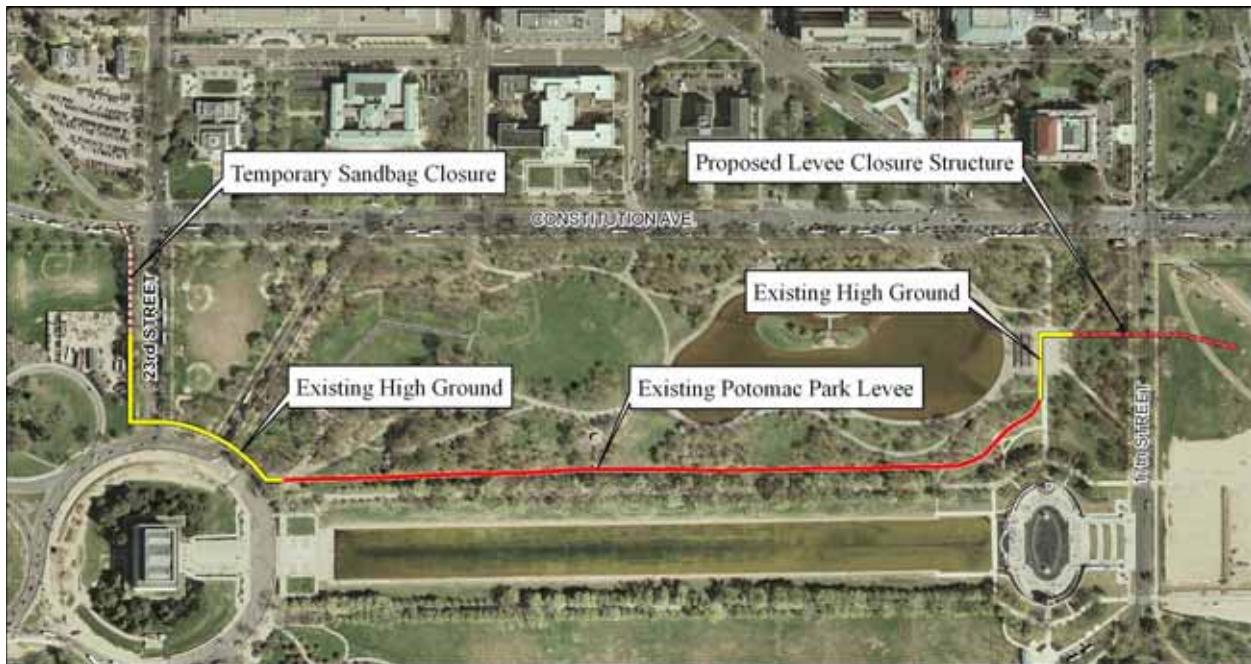 Temporary Sandbag Closure
Proposed Levee Closure Structure
CONSTITUTION AVE.
23rd STREET
Existing High Ground
Existing High Ground
Existing Potomac Park Levee
17th STREET